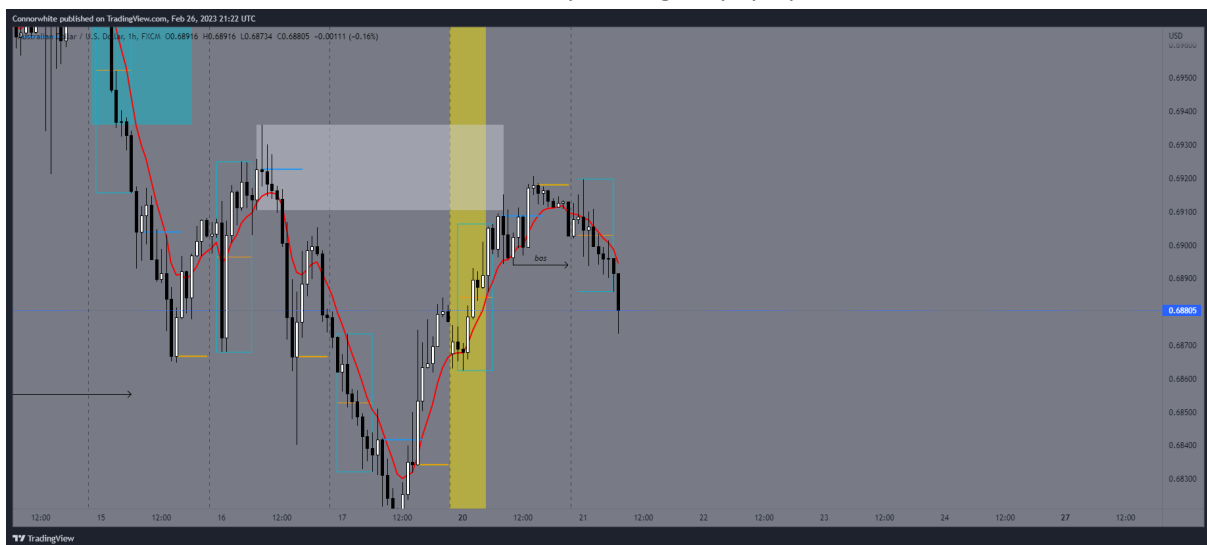 Connorwhite published on TradingView.com, Feb 26, 2023 21:22 UTC
Dollar / U.S. Dollar, 1h, FXCM O0.68916 H0.68916 L0.68734 C0.68805 −0.00111 (−0.16%)
USD
0.69500
0.69400
0.69300
0.69200
0.69100
0.69000
bos
0.68900
0.68805
0.68700
0.68600
0.68500
0.68400
0.68300
12:00 15 12:00 16 12:00 17 12:00 20 12:00 21 12:00 22 12:00 23 12:00 24 12:00 27 12:00
TradingView